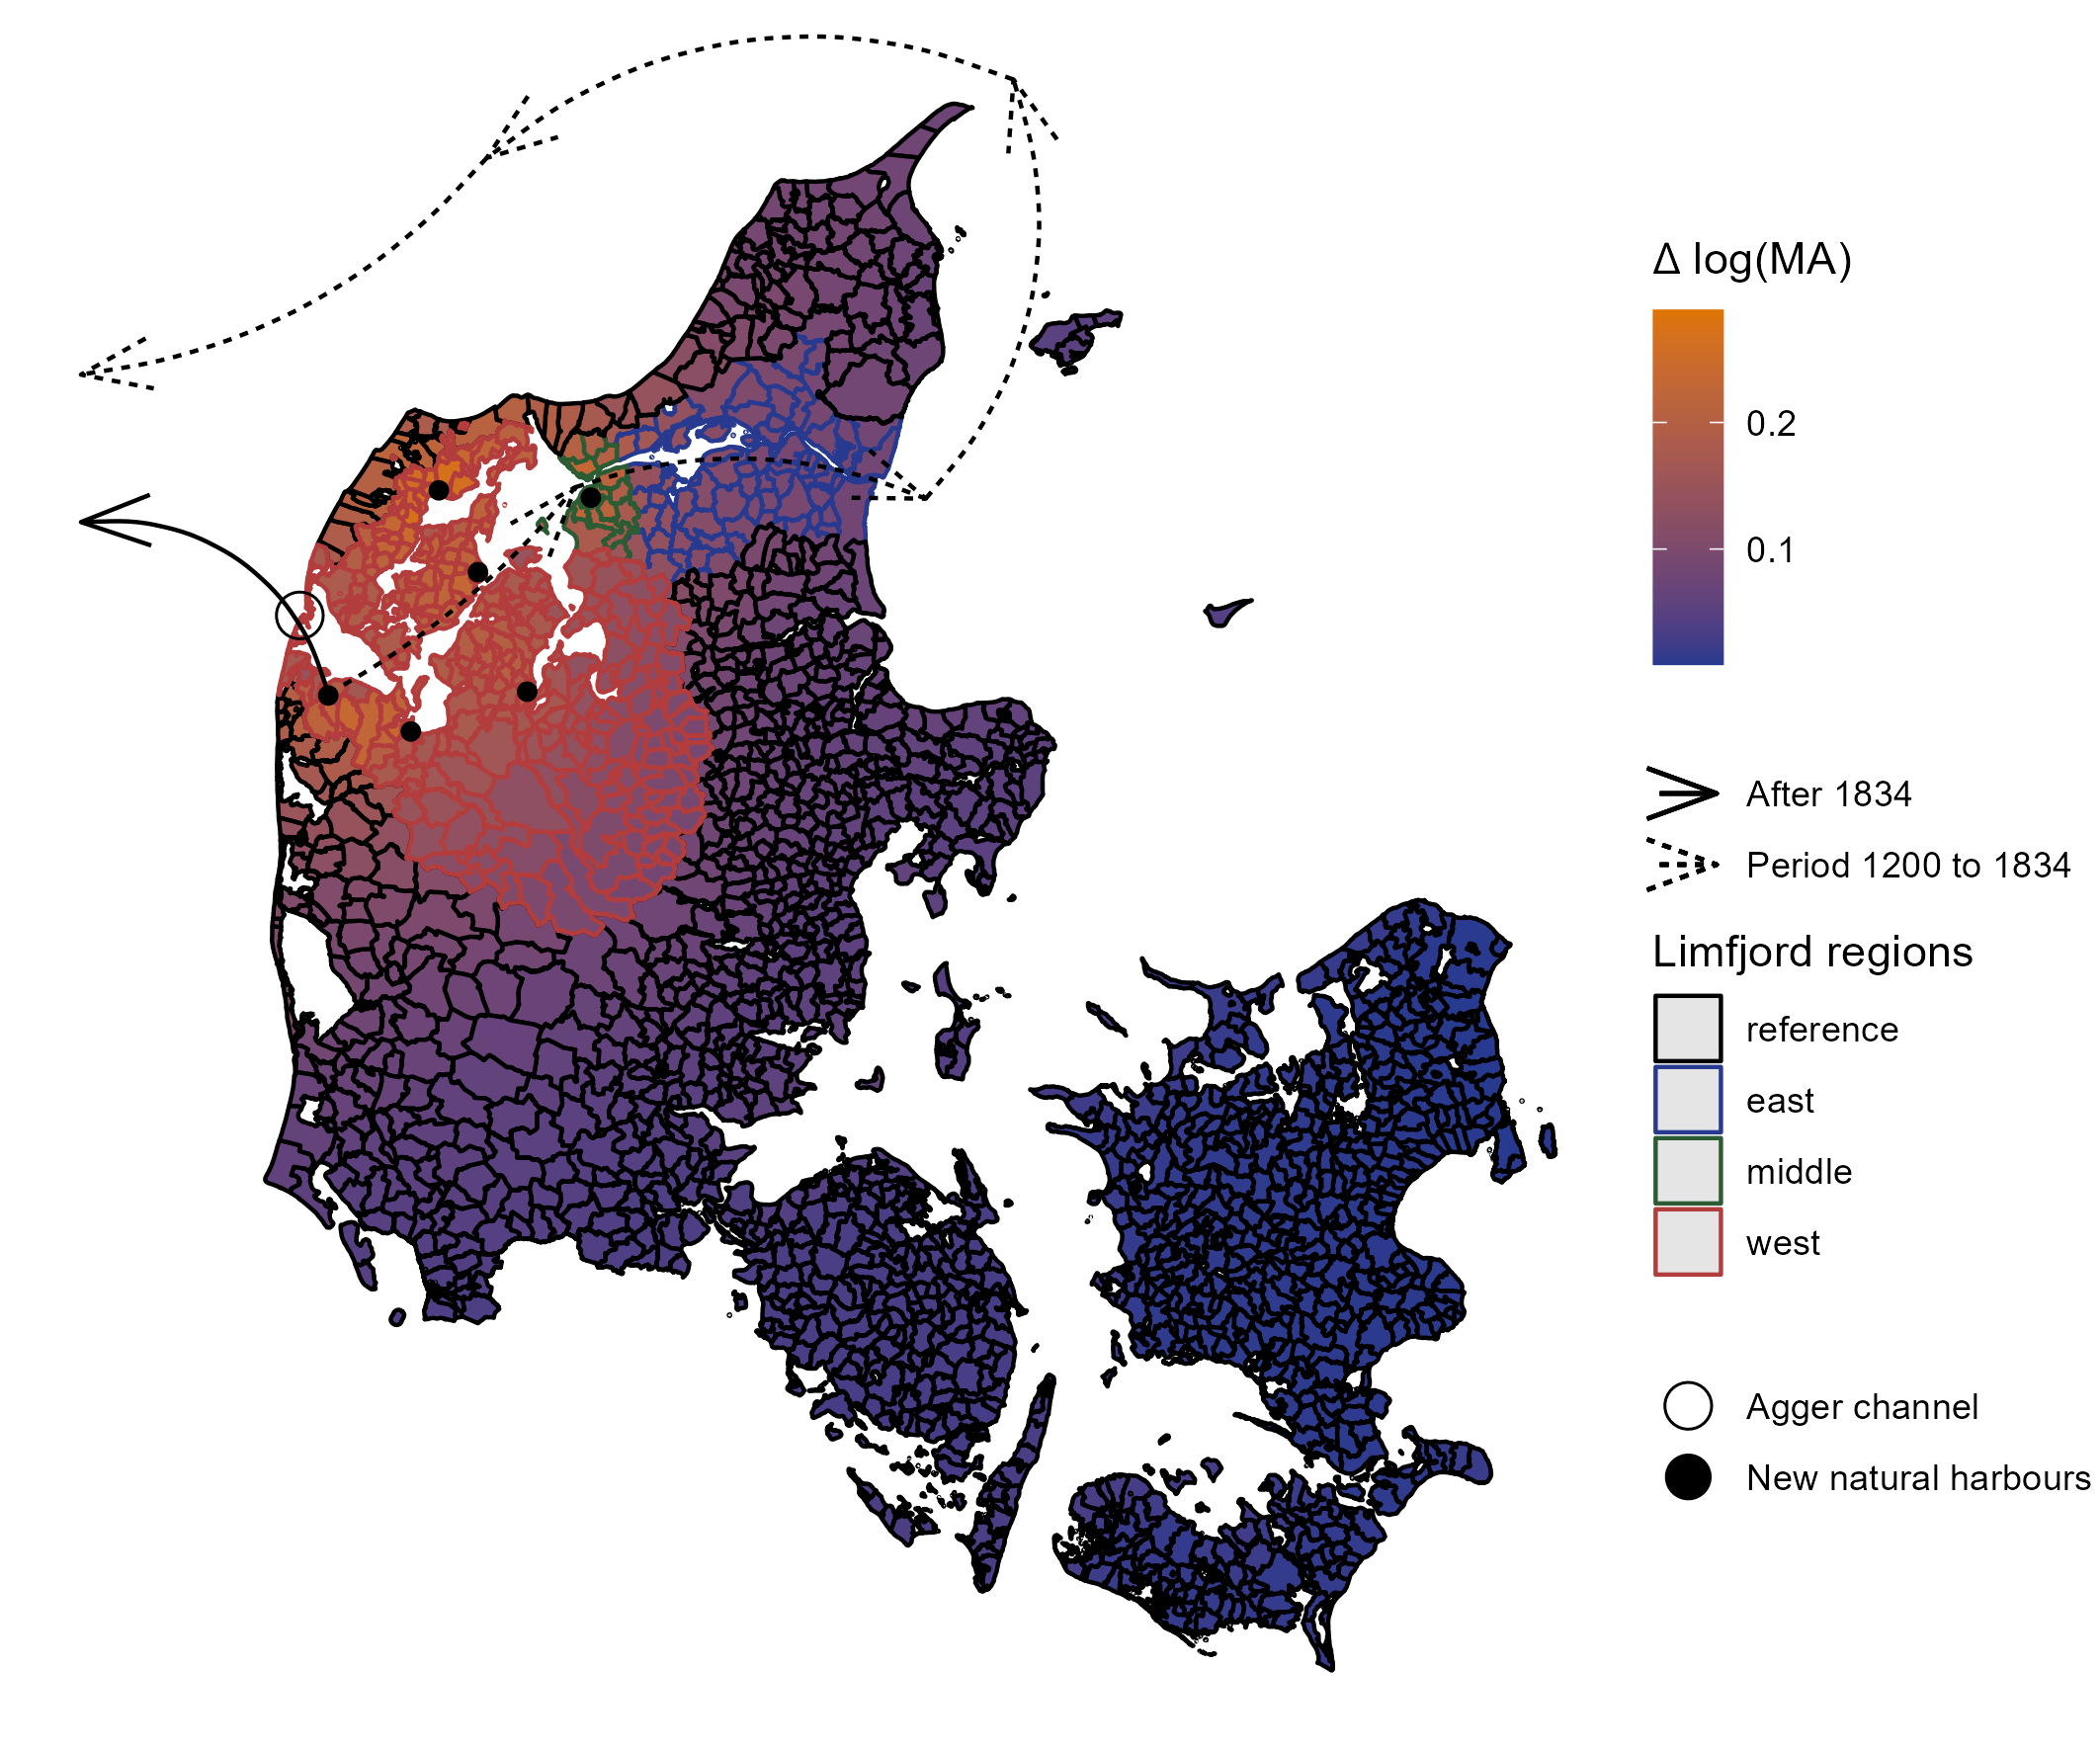 Δ log(MA)
0.2
0.1
After 1834
Period 1200 to 1834
Limfjord regions
reference
east
middle
west
Agger channel
New natural harbours